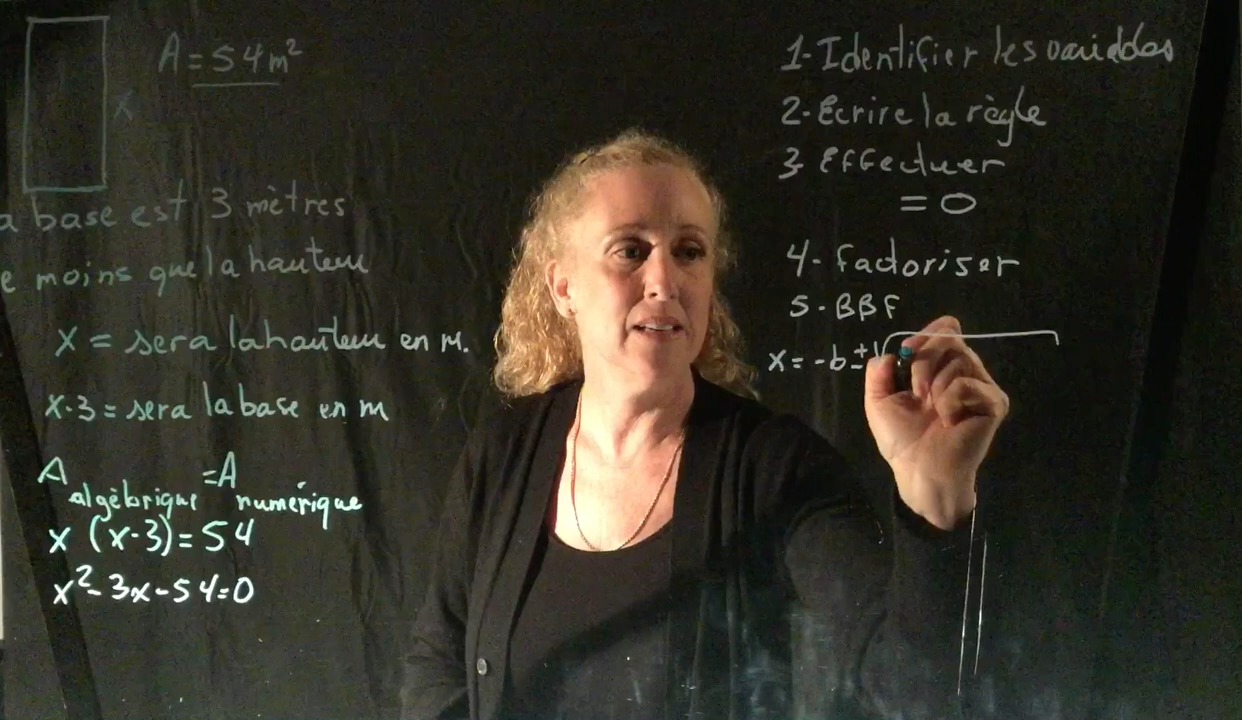 A = 54m²
x
a base est 3 mètres
e moins que la hauteur
x = sera la hauteur en m.
x-3 = sera la base en m
A algébrique = A numérique
x (x-3) = 54
x² - 3x - 54 = 0
1- Identifier les variables
2- Écrire la règle
3 Effectuer
= 0
4- Factoriser
5- BBF
x = -b ± √